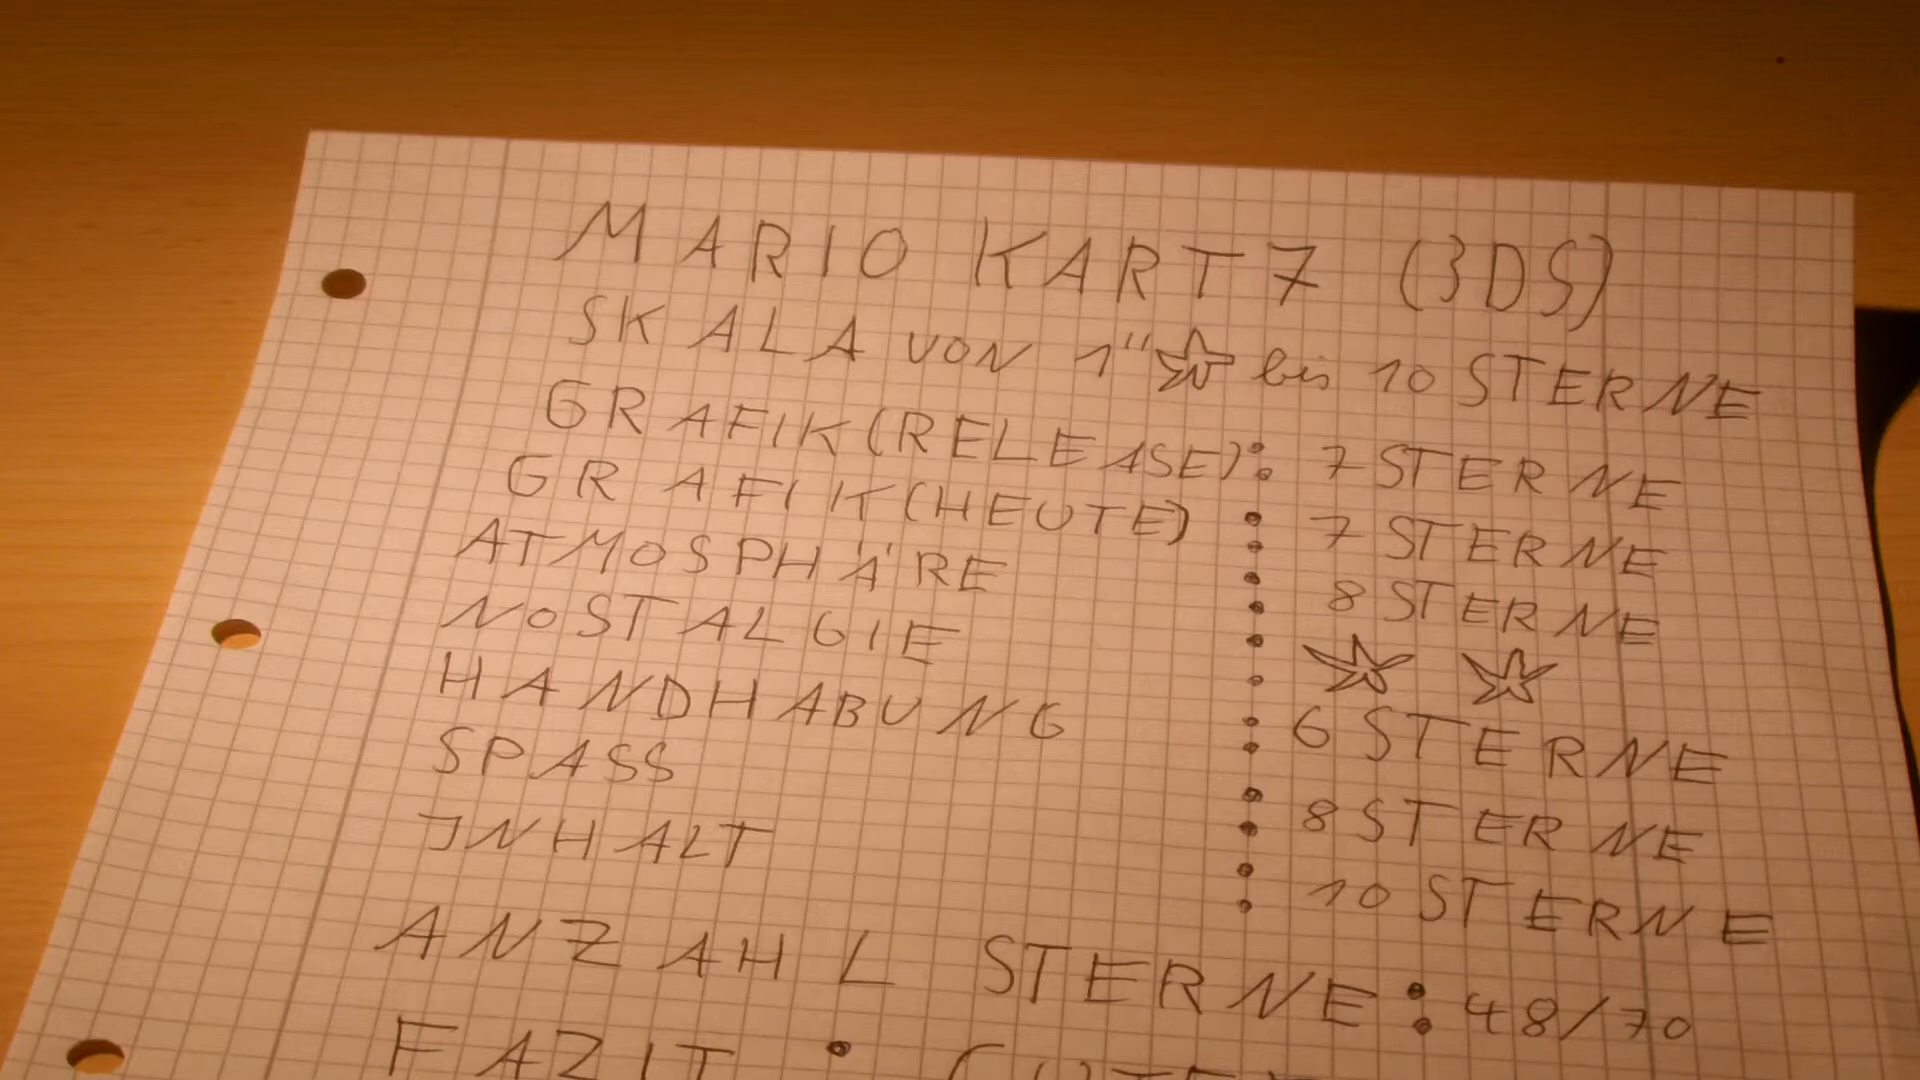 MARIO KART 7 (3DS)
SKALA VON 1" ☆ bis 10 STERNE
GRAFIK (RELEASE): 7 STERNE
GRAFIK (HEUTE) : 7 STERNE
ATMOSPHÄRE : 8 STERNE
NOSTALGIE : ☆ ☆
HANDHABUNG : 6 STERNE
SPASS : 8 STERNE
INHALT : 10 STERNE
ANZAHL STERNE: 48/70
FAZIT :